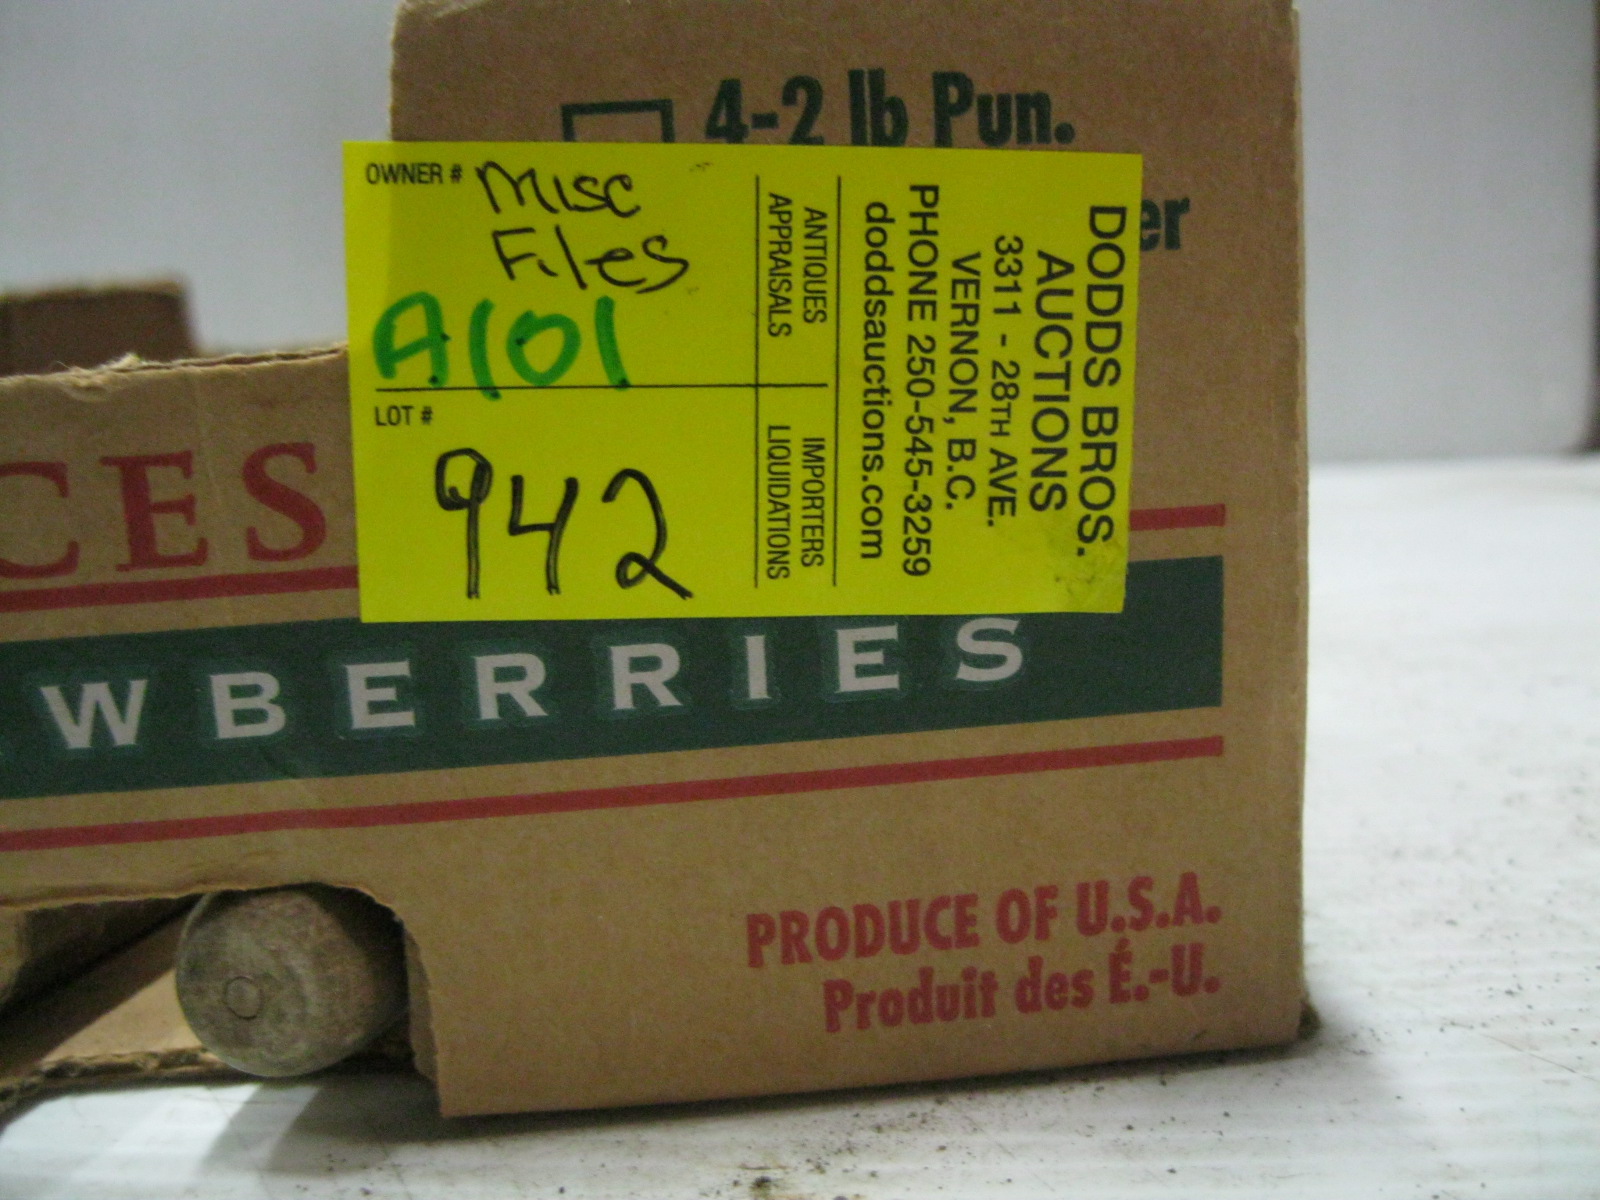 4-2 lb Pun.
er
OWNER # Misc
Files
A101
LOT #
942
ANTIQUES
APPRAISALS
IMPORTERS
LIQUIDATIONS
DODDS BROS.
AUCTIONS
3311 - 28TH AVE.
VERNON, B.C.
PHONE 250-545-3259
doddsauctions.com
CES
WBERRIES
PRODUCE OF U.S.A.
Produit des É.-U.